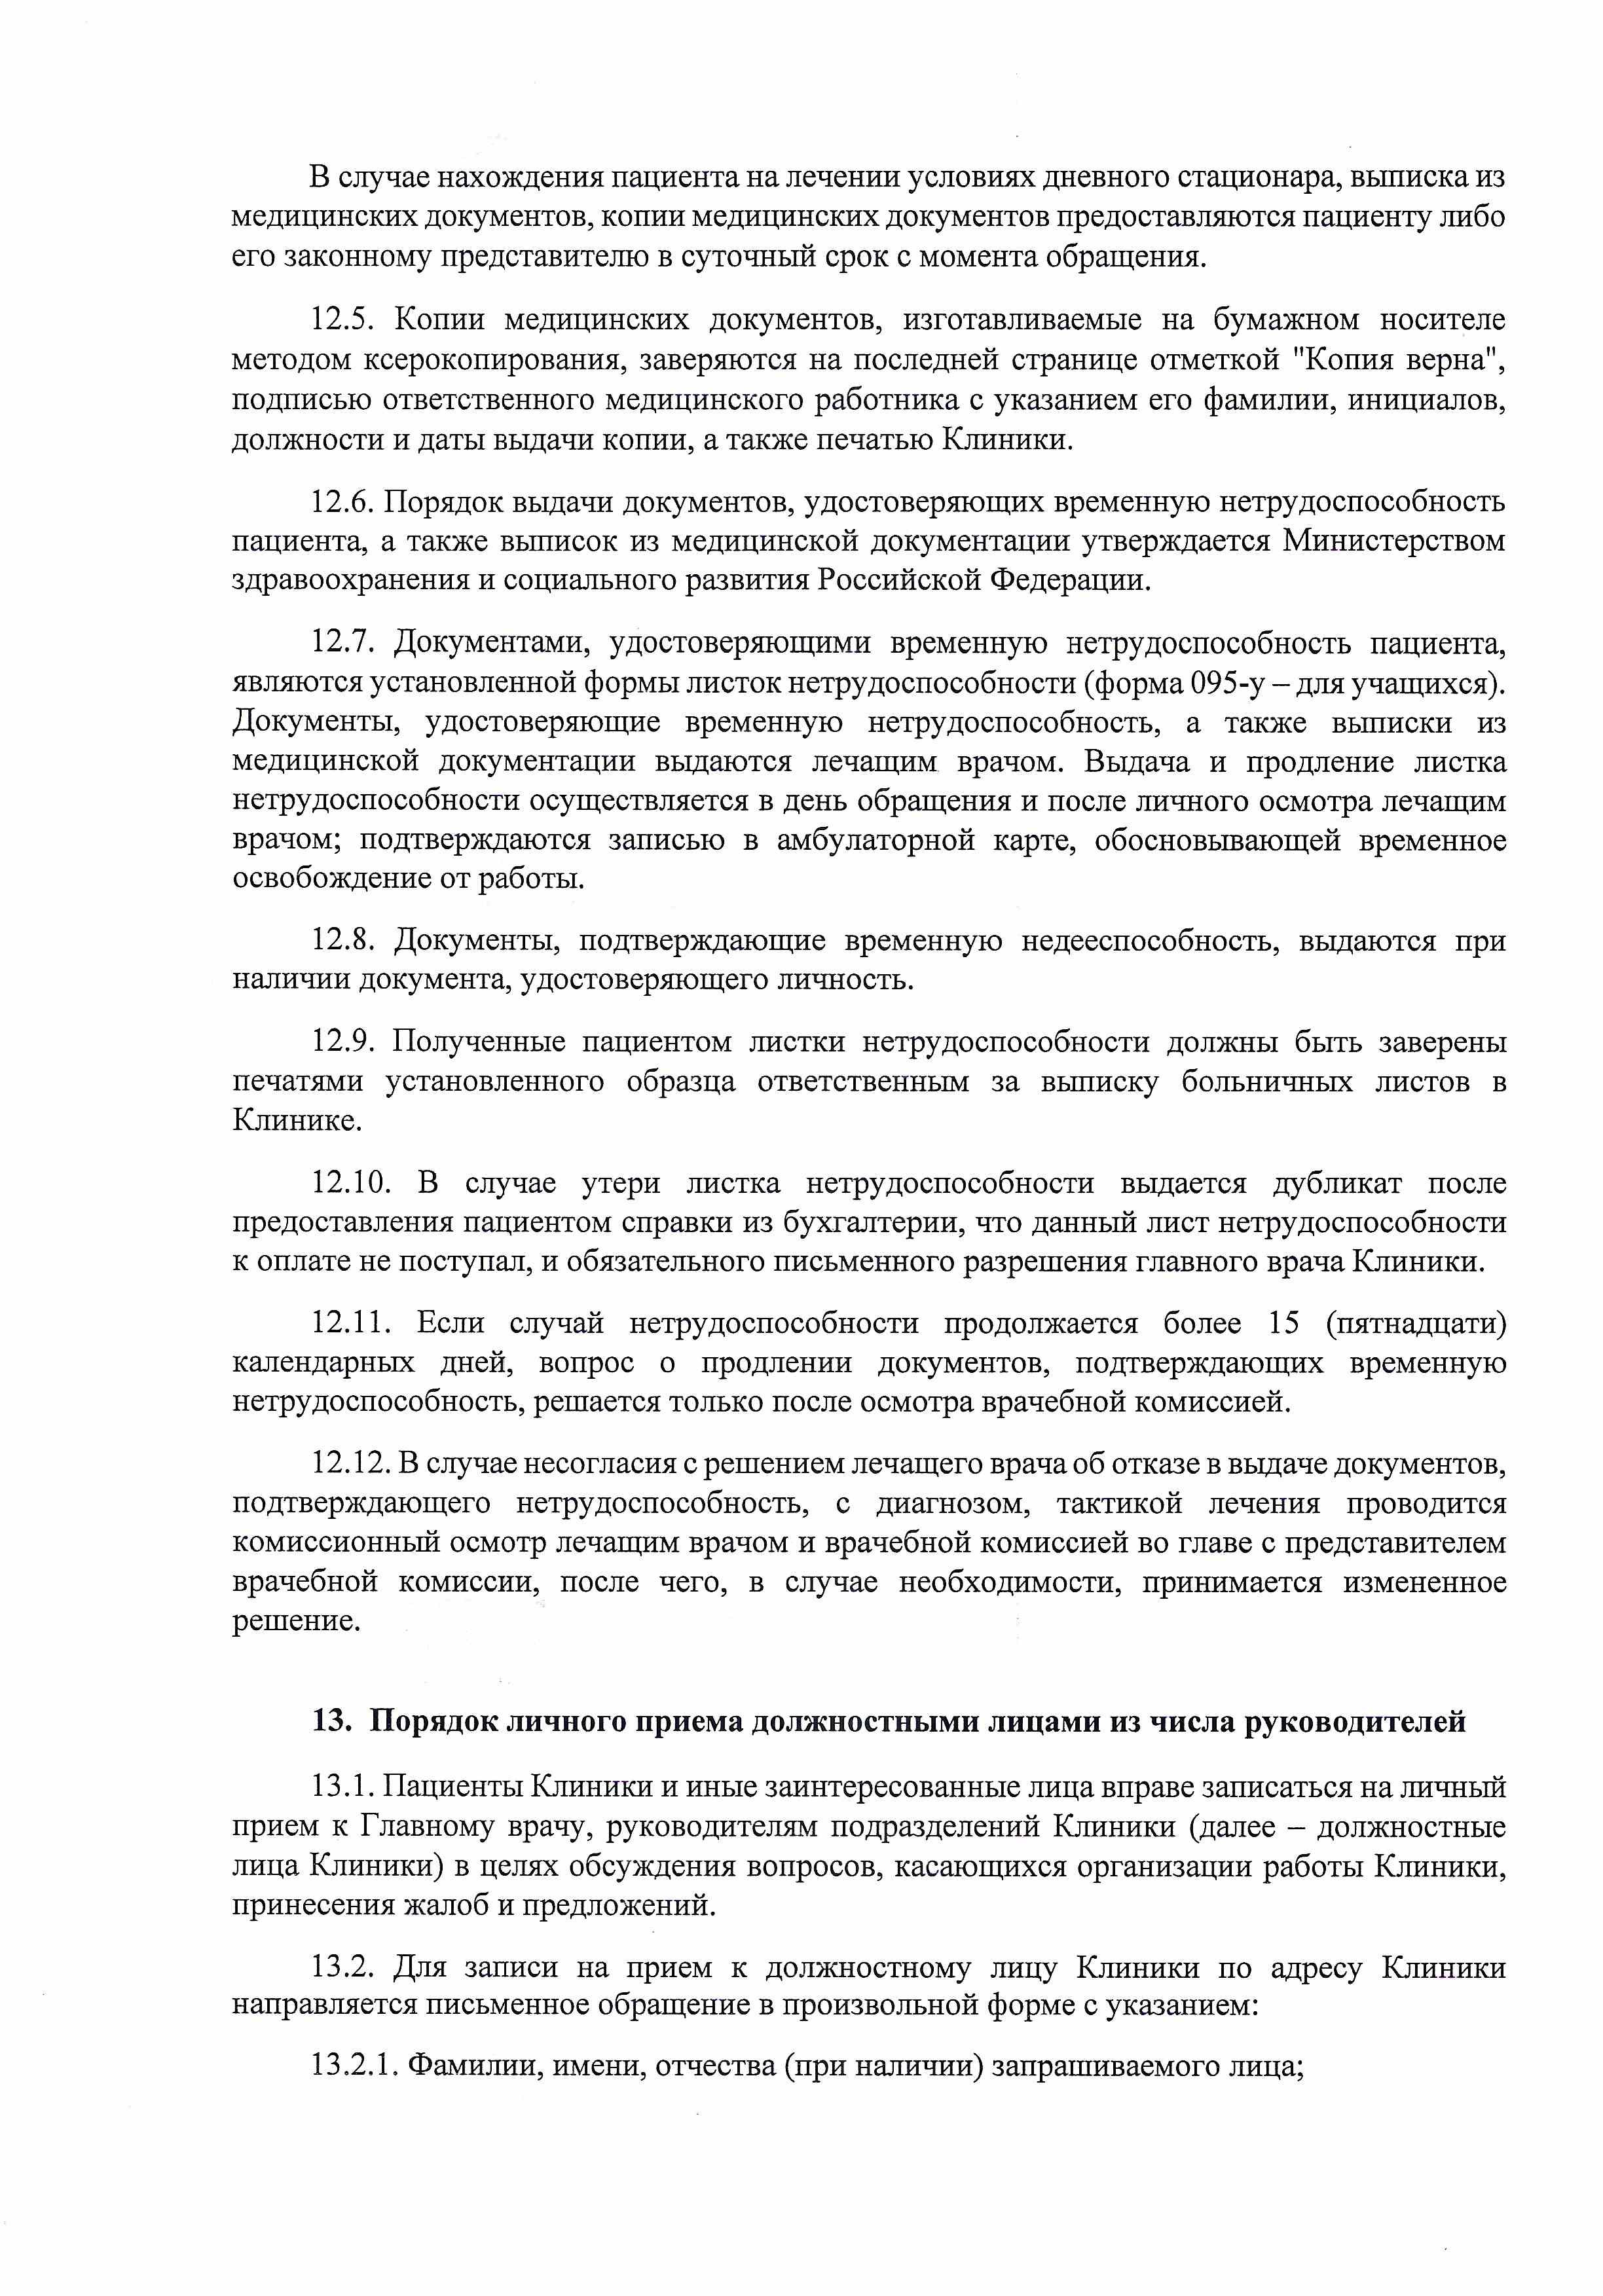 В случае нахождения пациента на лечении условиях дневного стационара, выписка из
медицинских документов, копии медицинских документов предоставляются пациенту либо
его законному представителю в суточный срок с момента обращения.
12.5. Копии медицинских документов, изготавливаемые на бумажном носителе
методом ксерокопирования, заверяются на последней странице отметкой "Копия верна",
подписью ответственного медицинского работника с указанием его фамилии, инициалов,
должности и даты выдачи копии, а также печатью Клиники.
12.6. Порядок выдачи документов, удостоверяющих временную нетрудоспособность
пациента, а также выписок из медицинской документации утверждается Министерством
здравоохранения и социального развития Российской Федерации.
12.7. Документами, удостоверяющими временную нетрудоспособность пациента,
являются установленной формы листок нетрудоспособности (форма 095-у – для учащихся).
Документы, удостоверяющие временную нетрудоспособность, а также выписки из
медицинской документации выдаются лечащим врачом. Выдача и продление листка
нетрудоспособности осуществляется в день обращения и после личного осмотра лечащим
врачом; подтверждаются записью в амбулаторной карте, обосновывающей временное
освобождение от работы.
12.8. Документы, подтверждающие временную недееспособность, выдаются при
наличии документа, удостоверяющего личность.
12.9. Полученные пациентом листки нетрудоспособности должны быть заверены
печатями установленного образца ответственным за выписку больничных листов в
Клинике.
12.10. В случае утери листка нетрудоспособности выдается дубликат после
предоставления пациентом справки из бухгалтерии, что данный лист нетрудоспособности
к оплате не поступал, и обязательного письменного разрешения главного врача Клиники.
12.11. Если случай нетрудоспособности продолжается более 15 (пятнадцати)
календарных дней, вопрос о продлении документов, подтверждающих временную
нетрудоспособность, решается только после осмотра врачебной комиссией.
12.12. В случае несогласия с решением лечащего врача об отказе в выдаче документов,
подтверждающего нетрудоспособность, с диагнозом, тактикой лечения проводится
комиссионный осмотр лечащим врачом и врачебной комиссией во главе с представителем
врачебной комиссии, после чего, в случае необходимости, принимается измененное
решение.
13. Порядок личного приема должностными лицами из числа руководителей
13.1. Пациенты Клиники и иные заинтересованные лица вправе записаться на личный
прием к Главному врачу, руководителям подразделений Клиники (далее – должностные
лица Клиники) в целях обсуждения вопросов, касающихся организации работы Клиники,
принесения жалоб и предложений.
13.2. Для записи на прием к должностному лицу Клиники по адресу Клиники
направляется письменное обращение в произвольной форме с указанием:
13.2.1. Фамилии, имени, отчества (при наличии) запрашиваемого лица;